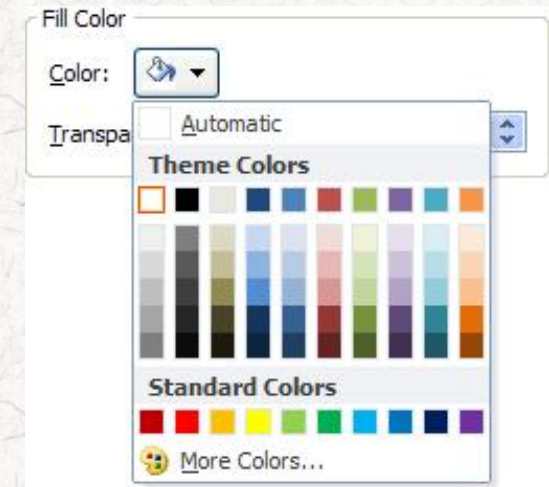 Fill Color
Color:
Transpa
Automatic
Theme Colors
Standard Colors
More Colors...